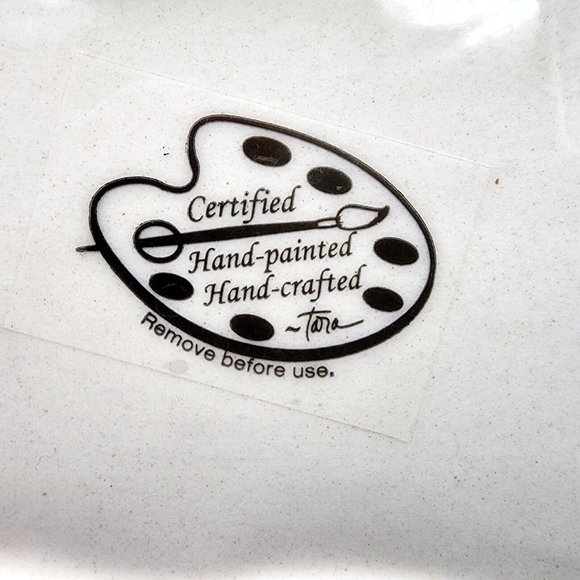 Certified
Hand-painted
Hand-crafted
~Tara
Remove before use.